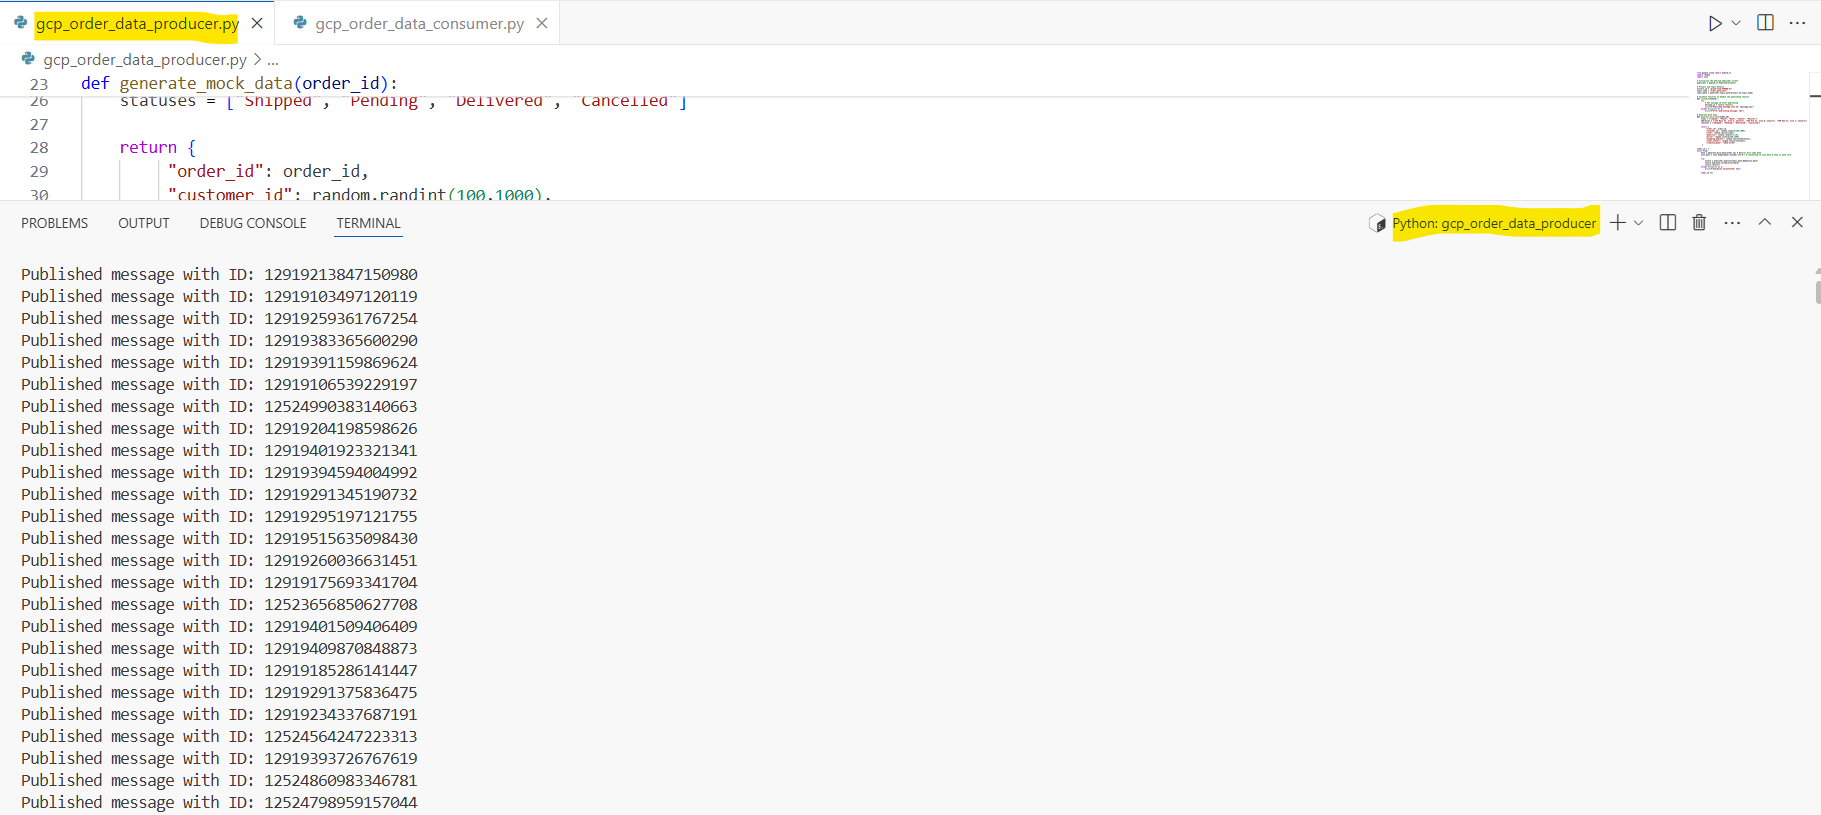 gcp_order_data_producer.py
gcp_order_data_consumer.py
gcp_order_data_producer.py > ...
23 def generate_mock_data(order_id):
26 statuses = ["Shipped", "Pending", "Delivered", "Cancelled"]
27
28 return {
29 "order_id": order_id,
30 "customer_id": random.randint(100,1000),
PROBLEMS OUTPUT DEBUG CONSOLE TERMINAL
Python: gcp_order_data_producer
Published message with ID: 12919213847150980
Published message with ID: 12919103497120119
Published message with ID: 12919259361767254
Published message with ID: 12919383365600290
Published message with ID: 12919391159869624
Published message with ID: 12919106539229197
Published message with ID: 12524990383140663
Published message with ID: 12919204198598626
Published message with ID: 12919401923321341
Published message with ID: 12919394594004992
Published message with ID: 12919291345190732
Published message with ID: 12919295197121755
Published message with ID: 12919515635098430
Published message with ID: 12919260036631451
Published message with ID: 12919175693341704
Published message with ID: 12523656850627708
Published message with ID: 12919401509406409
Published message with ID: 12919409870848873
Published message with ID: 12919185286141447
Published message with ID: 12919291375836475
Published message with ID: 12919234337687191
Published message with ID: 12524564247223313
Published message with ID: 12919393726767619
Published message with ID: 12524860983346781
Published message with ID: 12524798959157044